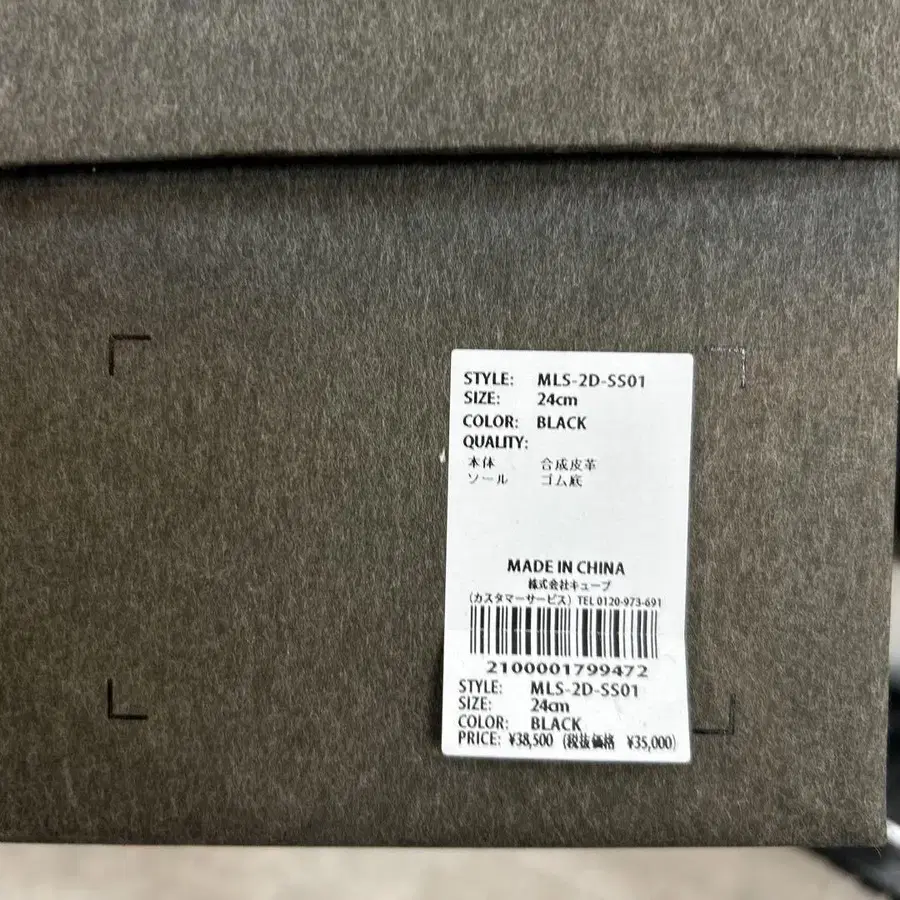 STYLE: MLS-2D-SS01
SIZE: 24cm
COLOR: BLACK
QUALITY:
本体 合成皮革
ソール ゴム底
MADE IN CHINA
株式会社キューブ
(カスタマーサービス) TEL 0120-973-691
2100001799472
STYLE: MLS-2D-SS01
SIZE: 24cm
COLOR: BLACK
PRICE: ¥38,500 (税抜価格 ¥35,000)